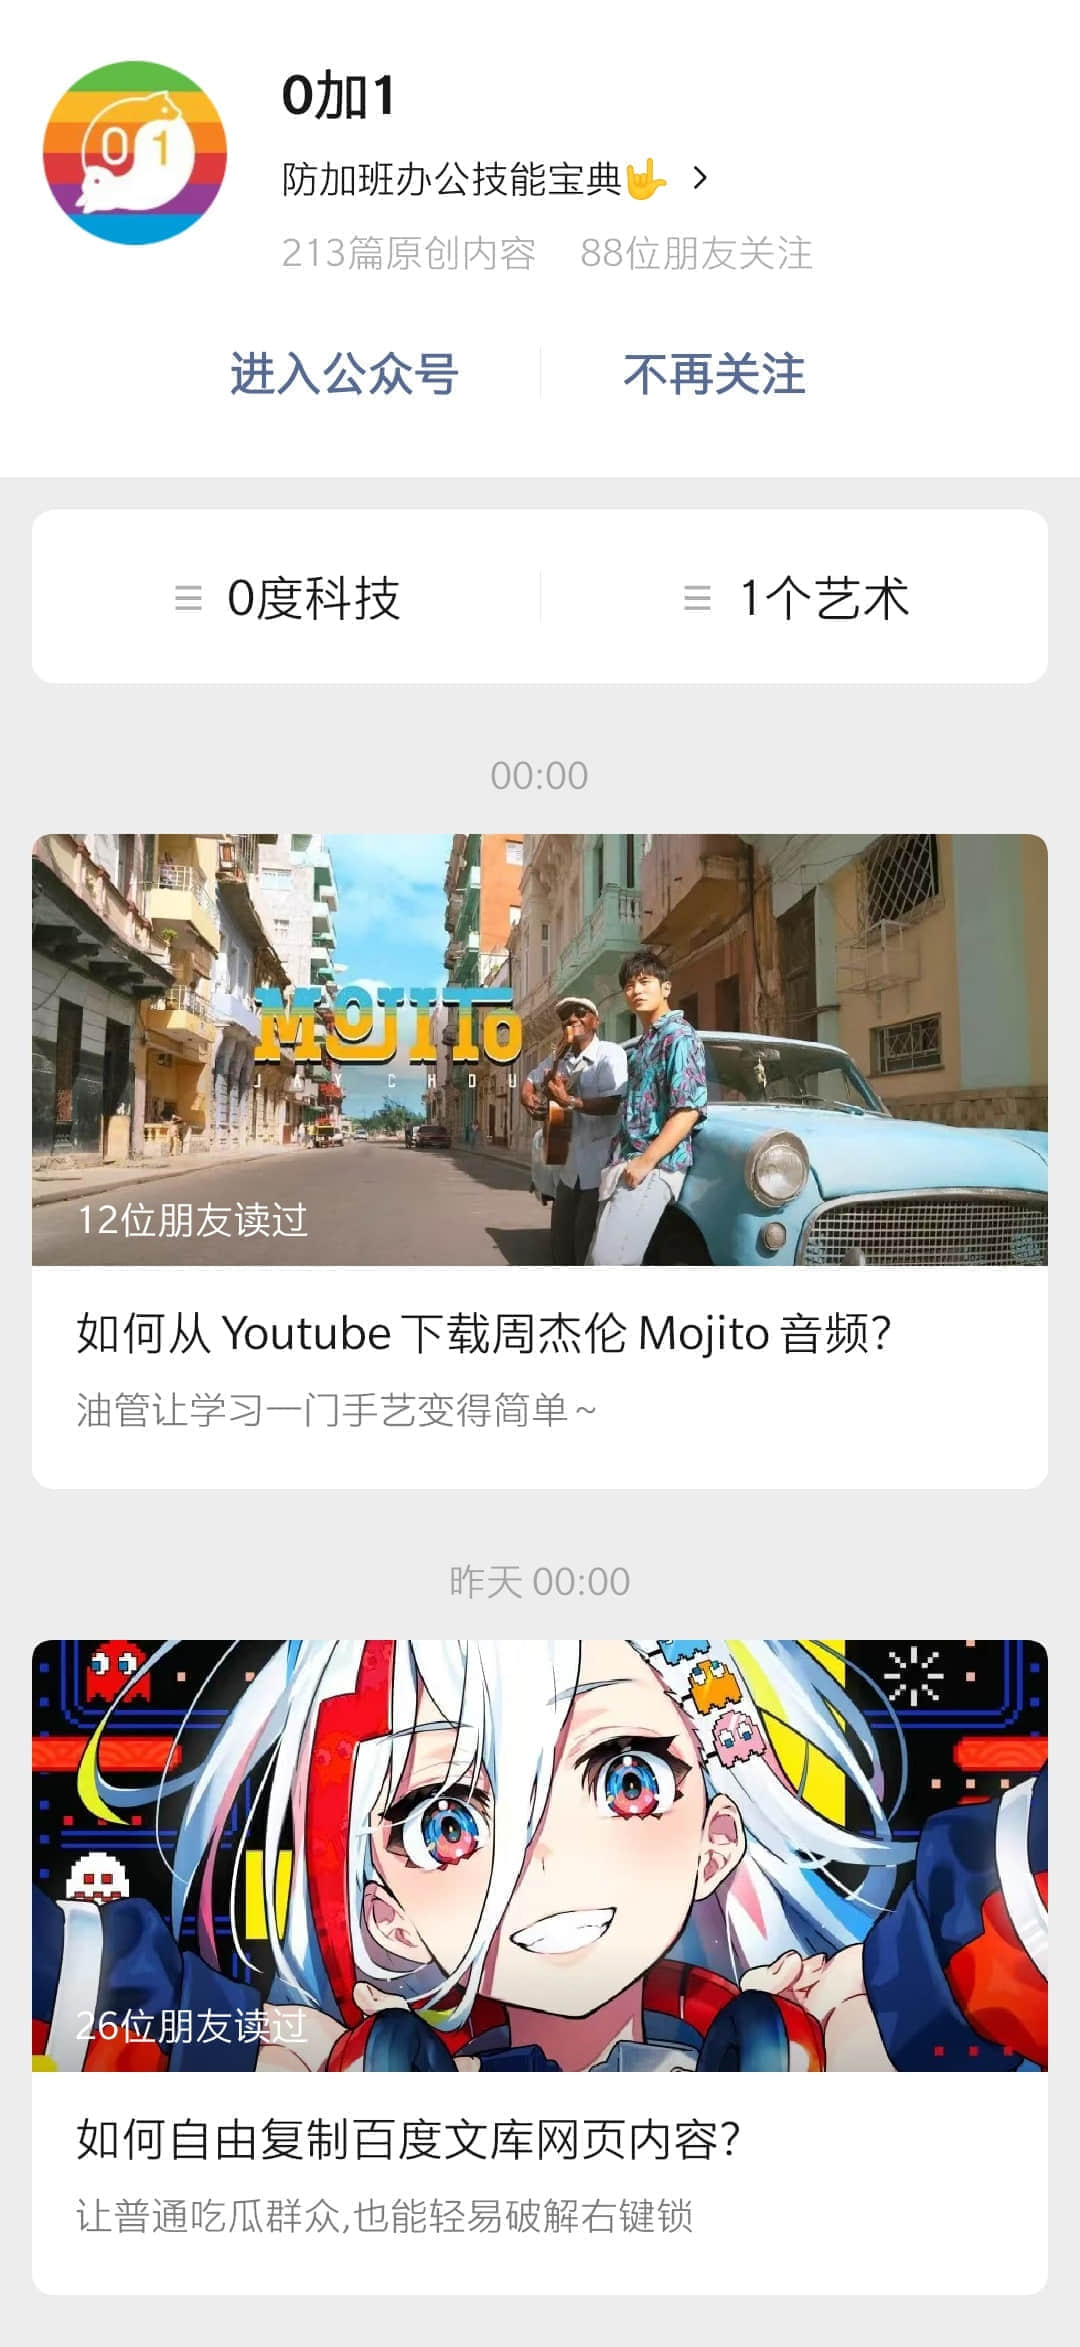 0 1
0加1
防加班办公技能宝典🤟 >
213篇原创内容 88位朋友关注
进入公众号 不再关注
0度科技 1个艺术
00:00
MOJITO
JAY CHOU
12位朋友读过
如何从 Youtube 下载周杰伦 Mojito 音频?
油管让学习一门手艺变得简单~
昨天 00:00
26位朋友读过
如何自由复制百度文库网页内容?
让普通吃瓜群众,也能轻易破解右键锁